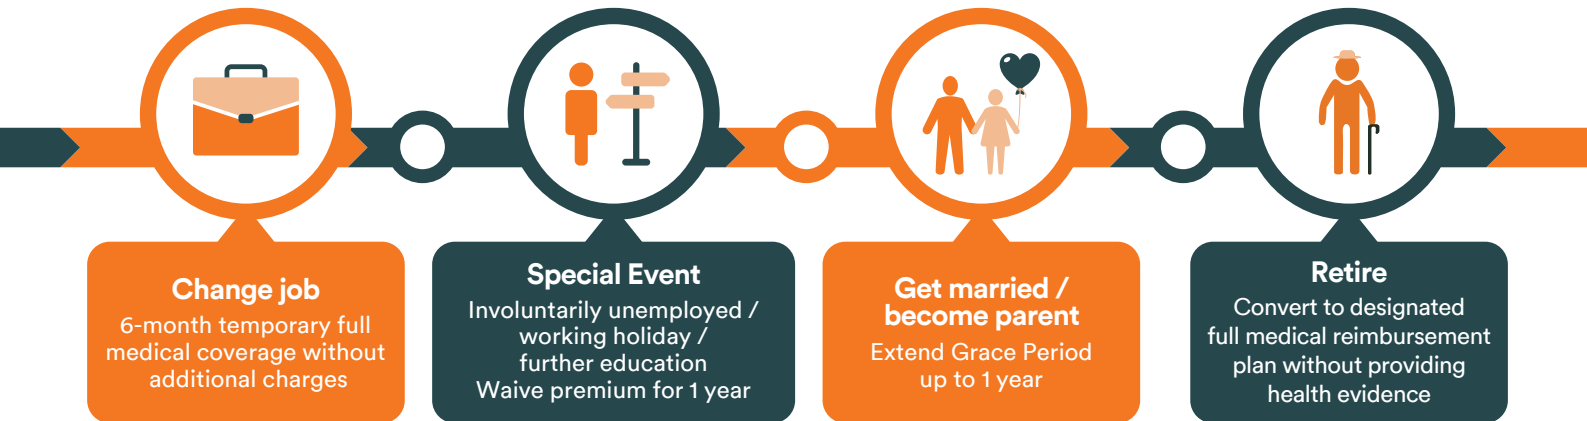 Change job
6-month temporary full
medical coverage without
additional charges
Special Event
Involuntarily unemployed /
working holiday /
further education
Waive premium for 1 year
Get married /
become parent
Extend Grace Period
up to 1 year
Retire
Convert to designated
full medical reimbursement
plan without providing
health evidence